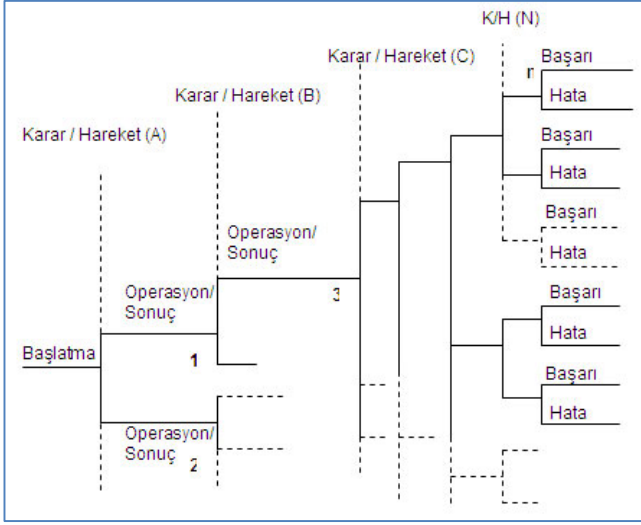 K/H (N)
Karar / Hareket (C)
Karar / Hareket (B)
Karar / Hareket (A)
n
Başarı
Hata
Başarı
Hata
Başarı
Hata
Operasyon/
Sonuç
3
Operasyon/
Sonuç
1
Başlatma
Başarı
Hata
Başarı
Hata
Operasyon/
Sonuç
2